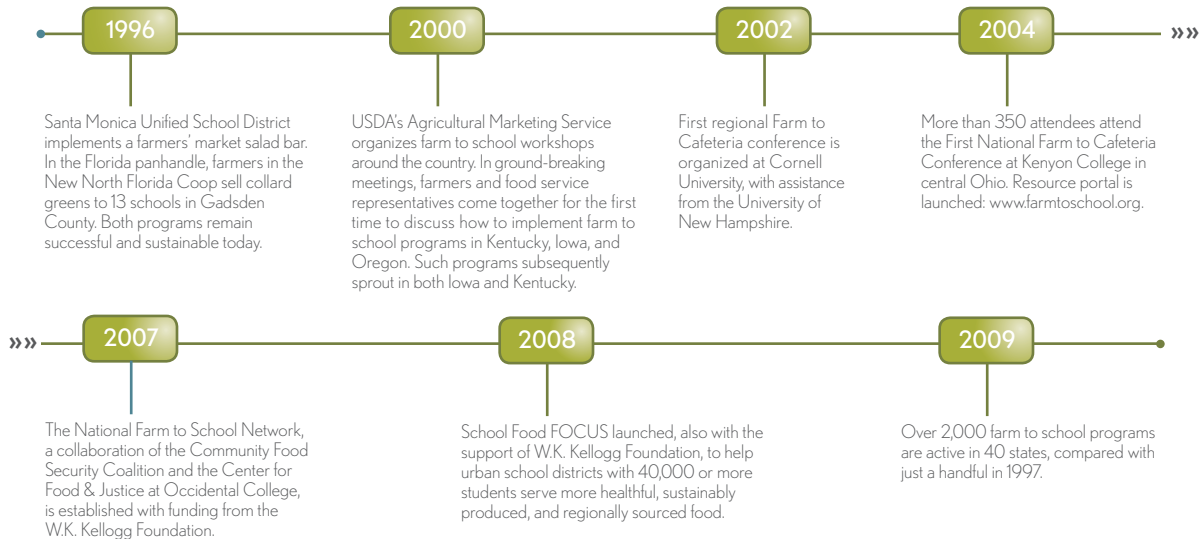 1996
2000
2002
2004
»»
Santa Monica Unified School District
implements a farmers’ market salad bar.
In the Florida panhandle, farmers in the
New North Florida Coop sell collard
greens to 13 schools in Gadsden
County. Both programs remain
successful and sustainable today.
USDA’s Agricultural Marketing Service
organizes farm to school workshops
around the country. In ground-breaking
meetings, farmers and food service
representatives come together for the first
time to discuss how to implement farm to
school programs in Kentucky, Iowa, and
Oregon. Such programs subsequently
sprout in both Iowa and Kentucky.
First regional Farm to
Cafeteria conference is
organized at Cornell
University, with assistance
from the University of
New Hampshire.
More than 350 attendees attend
the First National Farm to Cafeteria
Conference at Kenyon College in
central Ohio. Resource portal is
launched: www.farmtoschool.org.
»»
2007
2008
2009
The National Farm to School Network,
a collaboration of the Community Food
Security Coalition and the Center for
Food & Justice at Occidental College,
is established with funding from the
W.K. Kellogg Foundation.
School Food FOCUS launched, also with the
support of W.K. Kellogg Foundation, to help
urban school districts with 40,000 or more
students serve more healthful, sustainably
produced, and regionally sourced food.
Over 2,000 farm to school programs
are active in 40 states, compared with
just a handful in 1997.